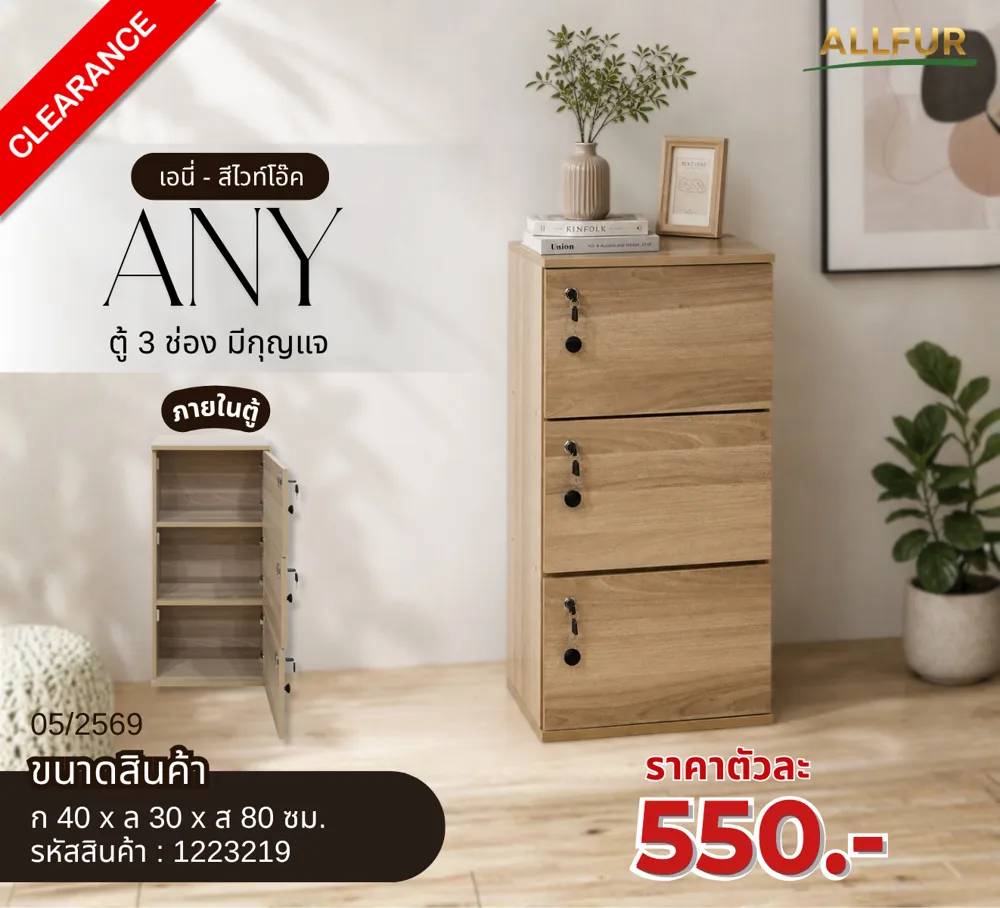 CLEARANCE
ALLFUR
เอนี่ - สีไวท์โอ๊ค
ANY
ตู้ 3 ช่อง มีกุญแจ
ภายในตู้
KINFOLK
Union
05/2569
ขนาดสินค้า
ก 40 x ล 30 x ส 80 ซม.
รหัสสินค้า : 1223219
ราคาตัวละ
550.-